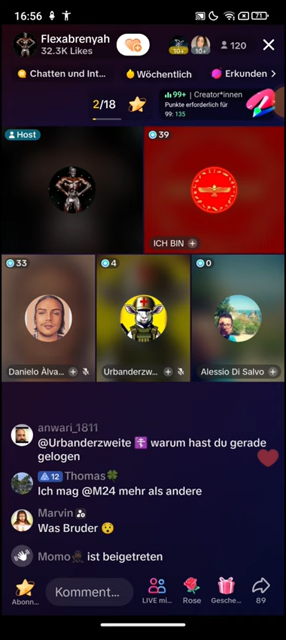 16:56
71
Flexabrenyah
32.3K Likes
10+
10+
120
Chatten und Int...
Wöchentlich
Erkunden
2/18
99+ | Creator*innen
Punkte erforderlich für
99: 135
Host
39
ICH BIN
33
4
0
Danielo Àlva...
Urbanderzw...
Alessio Di Salvo
anwari_1811
@Urbanderzweite warum hast du gerade
gelogen
12 Thomas
Ich mag @M24 mehr als andere
Marvin
Was Bruder
Momo ist beigetreten
Abonn...
Komment...
LIVE mi...
Rose
Gesche...
89